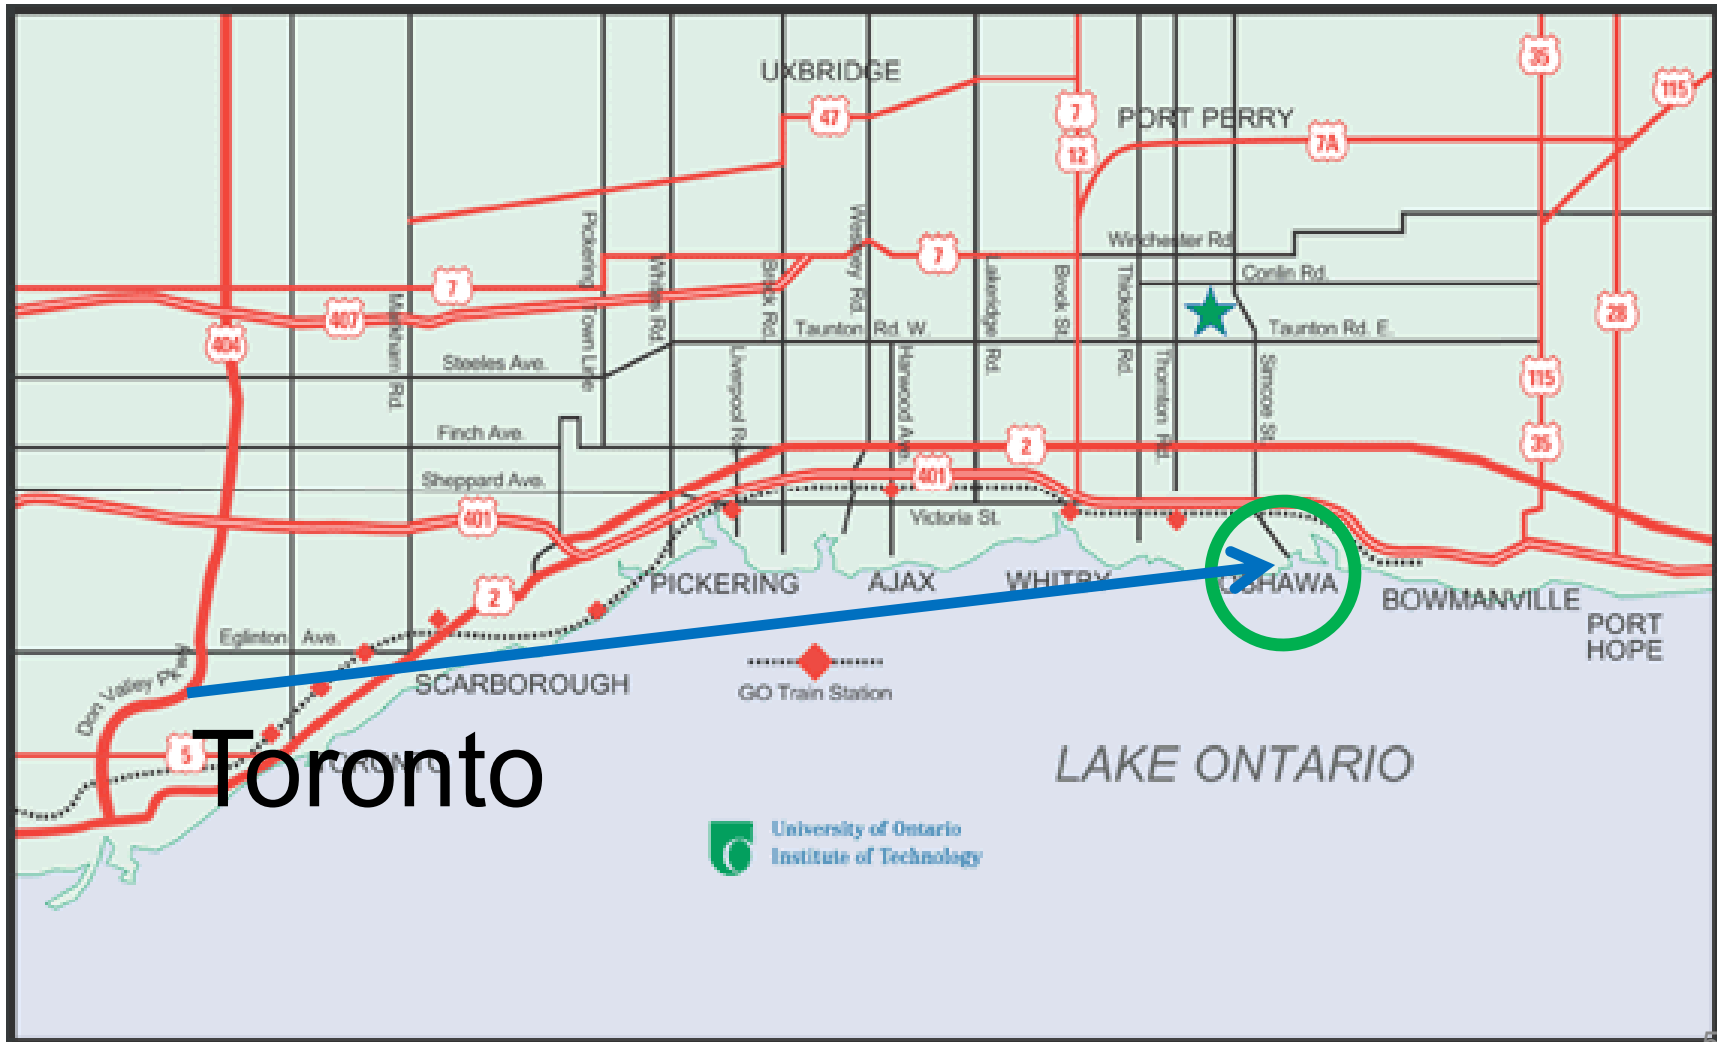 UXBRIDGE
35
115
7
47
PORT PERRY
12
7A
Pickering Town Line
Westney Rd.
Winchester Rd.
7
Whites Rd.
Brock Rd.
Lakeridge Rd.
Brock St.
Thickson Rd.
Conlin Rd.
7
407
Markham Rd.
28
404
Taunton Rd. W.
Taunton Rd. E.
Steeles Ave.
Liverpool Rd.
Harwood Ave.
Thornton Rd.
Simcoe St.
115
Finch Ave.
2
35
Sheppard Ave.
401
401
Victoria St.
PICKERING
AJAX
WHITBY
OSHAWA
BOWMANVILLE
2
PORT
HOPE
Eglinton Ave.
Don Valley Pkwy
SCARBOROUGH
GO Train Station
5
Toronto
TORONTO
LAKE ONTARIO
University of Ontario
Institute of Technology